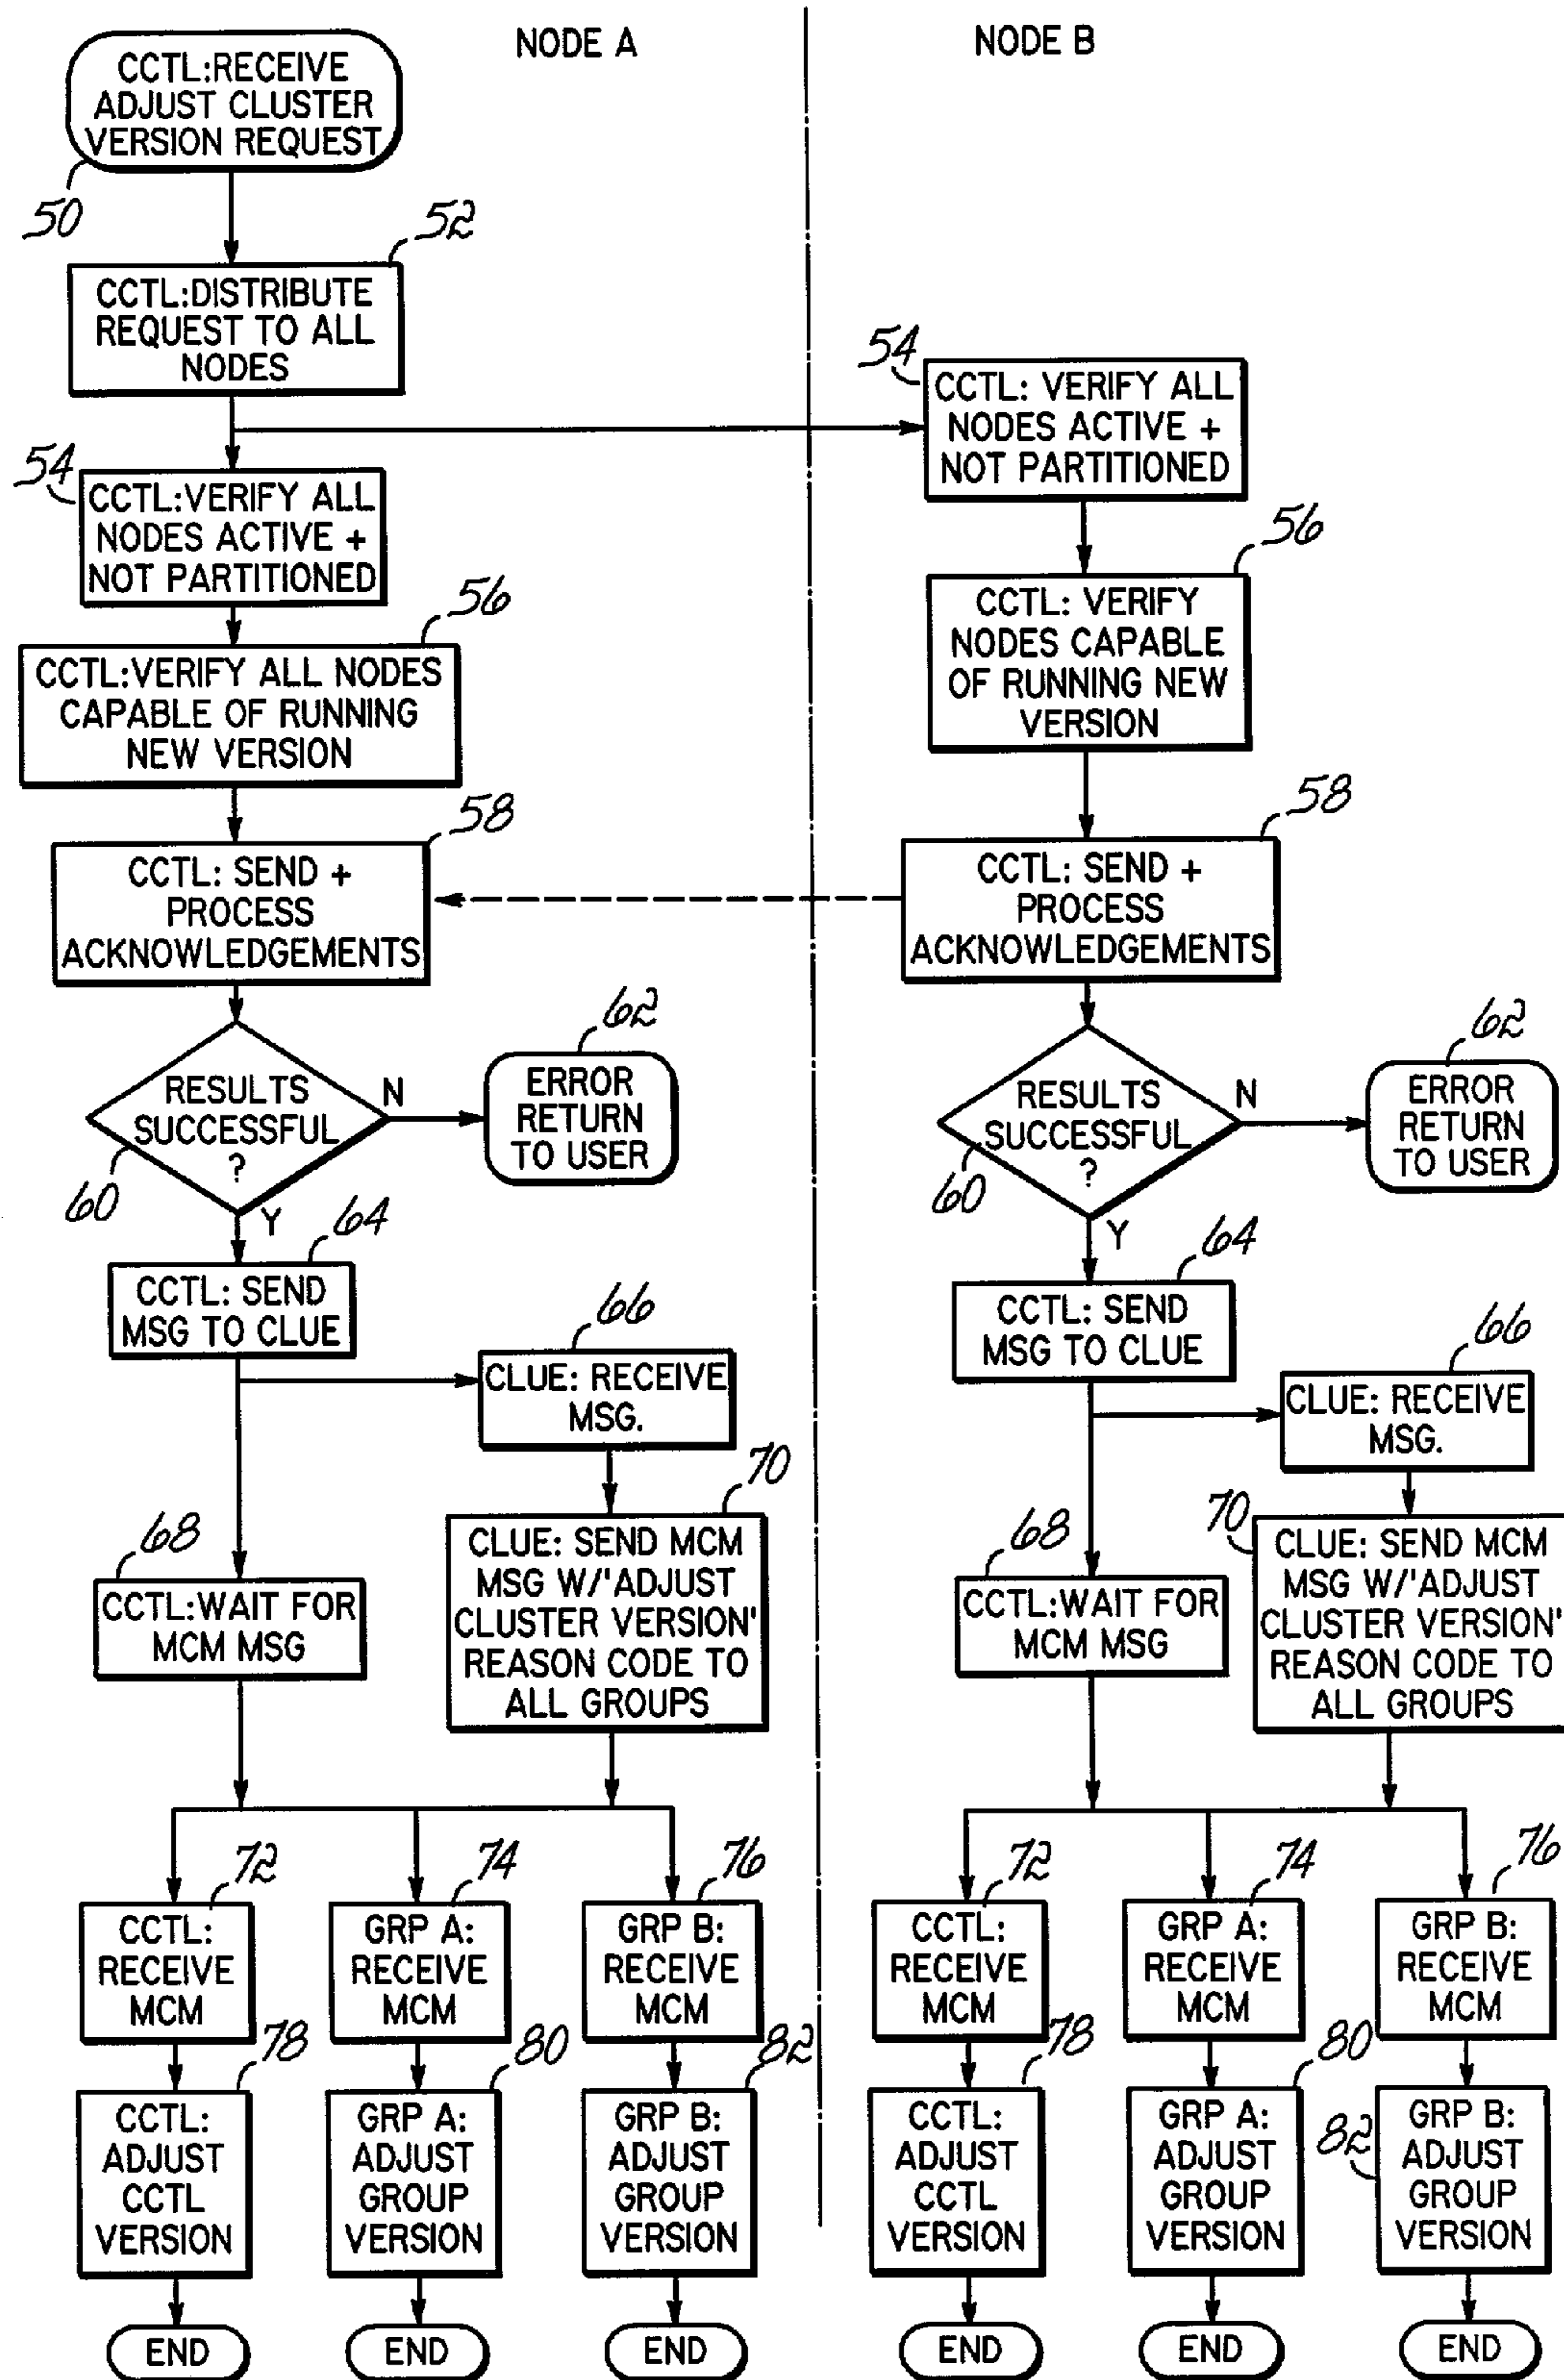 NODE A
NODE B
CCTL:RECEIVE
ADJUST CLUSTER
VERSION REQUEST
50
52
CCTL:DISTRIBUTE
REQUEST TO ALL
NODES
54
CCTL:VERIFY ALL
NODES ACTIVE +
NOT PARTITIONED
56
CCTL:VERIFY ALL NODES
CAPABLE OF RUNNING
NEW VERSION
58
CCTL: SEND +
PROCESS
ACKNOWLEDGEMENTS
RESULTS
SUCCESSFUL
?
60
N
Y
62
ERROR
RETURN
TO USER
64
CCTL: SEND
MSG TO CLUE
66
CLUE: RECEIVE
MSG.
68
CCTL:WAIT FOR
MCM MSG
70
CLUE: SEND MCM
MSG W/'ADJUST
CLUSTER VERSION'
REASON CODE TO
ALL GROUPS
72
CCTL:
RECEIVE
MCM
74
GRP A:
RECEIVE
MCM
76
GRP B:
RECEIVE
MCM
78
CCTL:
ADJUST
CCTL
VERSION
80
GRP A:
ADJUST
GROUP
VERSION
82
GRP B:
ADJUST
GROUP
VERSION
END
END
END
54
CCTL: VERIFY ALL
NODES ACTIVE +
NOT PARTITIONED
56
CCTL: VERIFY
NODES CAPABLE
OF RUNNING NEW
VERSION
58
CCTL: SEND +
PROCESS
ACKNOWLEDGEMENTS
RESULTS
SUCCESSFUL
?
60
N
Y
62
ERROR
RETURN
TO USER
64
CCTL: SEND
MSG TO CLUE
66
CLUE: RECEIVE
MSG.
68
CCTL:WAIT FOR
MCM MSG
70
CLUE: SEND MCM
MSG W/'ADJUST
CLUSTER VERSION'
REASON CODE TO
ALL GROUPS
72
CCTL:
RECEIVE
MCM
74
GRP A:
RECEIVE
MCM
76
GRP B:
RECEIVE
MCM
78
CCTL:
ADJUST
CCTL
VERSION
80
GRP A:
ADJUST
GROUP
VERSION
82
GRP B:
ADJUST
GROUP
VERSION
END
END
END